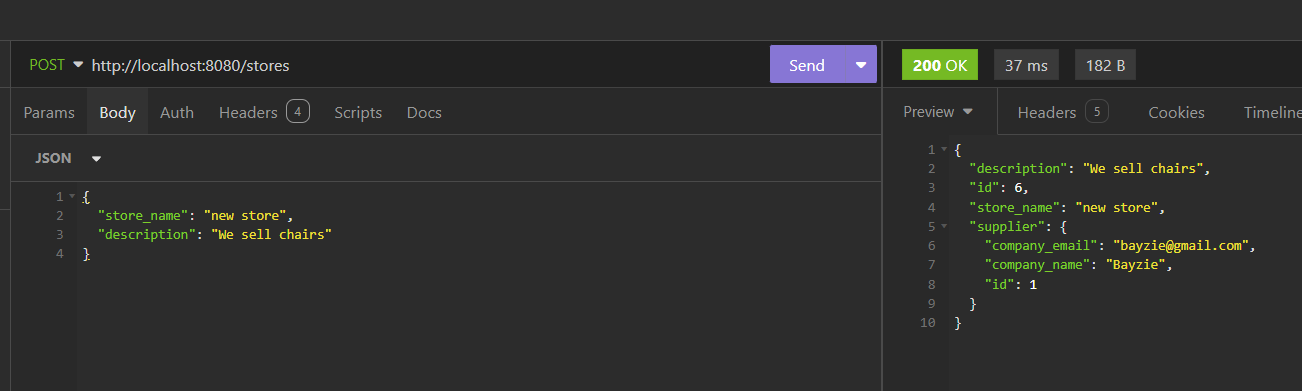 POST http://localhost:8080/stores Send
200 OK 37 ms 182 B
Params Body Auth Headers 4 Scripts Docs
Preview Headers 5 Cookies Timeline
JSON
1 {
2 "store_name": "new store",
3 "description": "We sell chairs"
4 }
1 {
2 "description": "We sell chairs",
3 "id": 6,
4 "store_name": "new store",
5 "supplier": {
6 "company_email": "bayzie@gmail.com",
7 "company_name": "Bayzie",
8 "id": 1
9 }
10 }